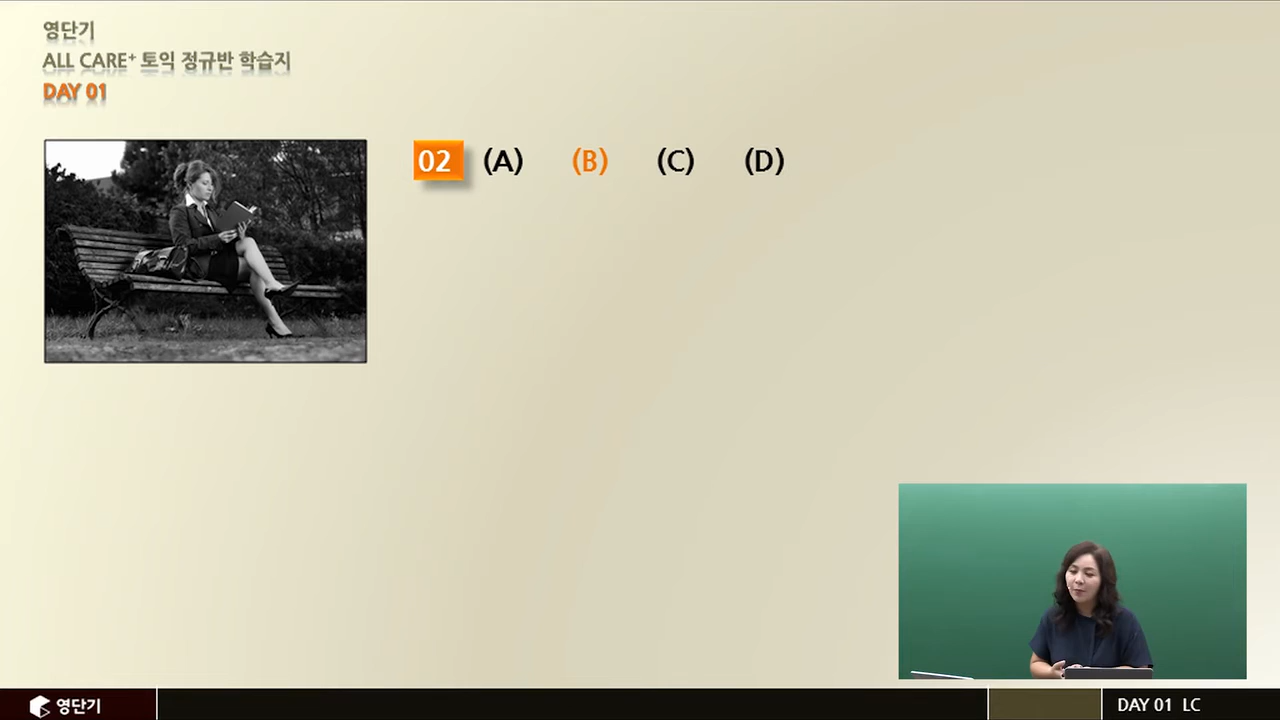 영단기
ALL CARE⁺ 토익 정규반 학습지
DAY 01
02 (A) (B) (C) (D)
영단기
DAY 01 LC